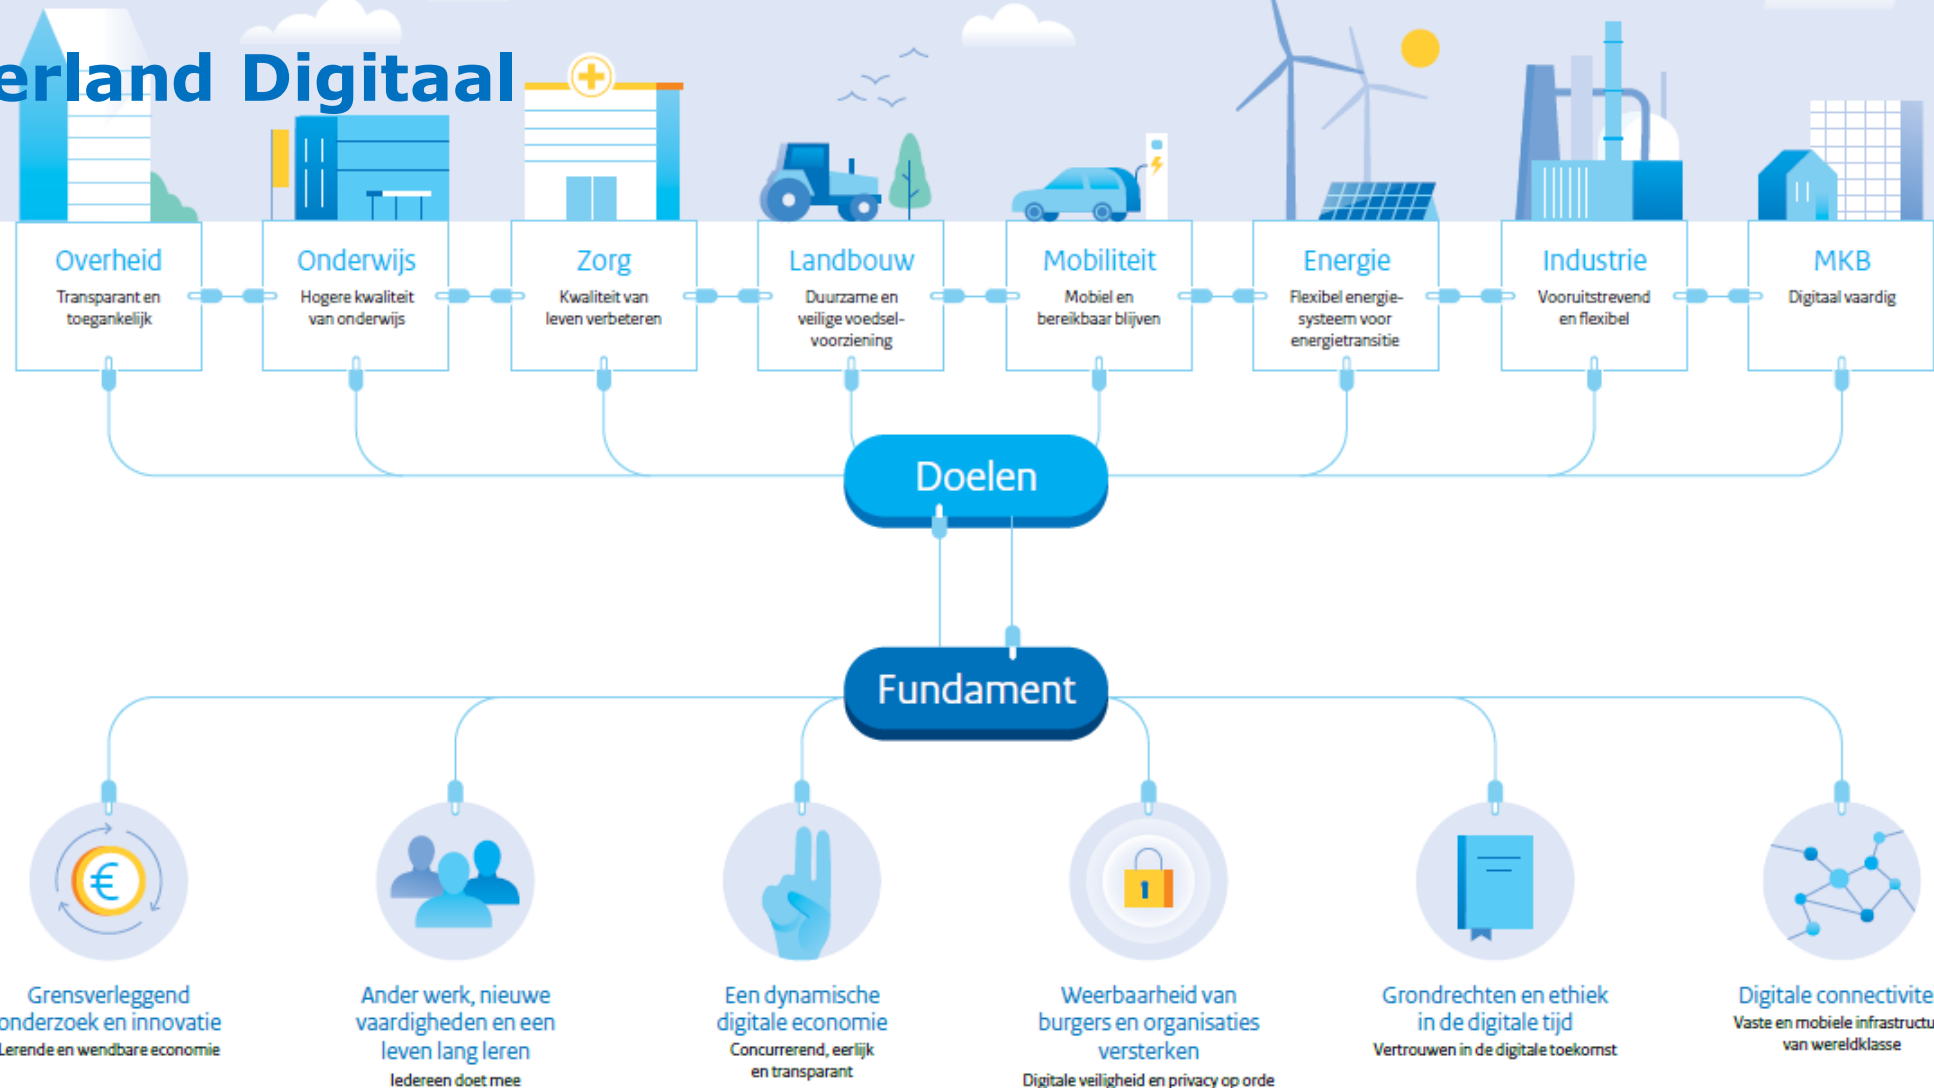 erland Digitaal
Overheid
Transparant en
toegankelijk
Onderwijs
Hogere kwaliteit
van onderwijs
Zorg
Kwaliteit van
leven verbeteren
Landbouw
Duurzame en
veilige voedsel-
voorziening
Mobiliteit
Mobiel en
bereikbaar blijven
Energie
Flexibel energie-
systeem voor
energietransitie
Industrie
Vooruitstrevend
en flexibel
MKB
Digitaal vaardig
Doelen
Fundament
€
Grensverleggend
onderzoek en innovatie
Lerende en wendbare economie
Ander werk, nieuwe
vaardigheden en een
leven lang leren
Iedereen doet mee
Een dynamische
digitale economie
Concurrerend, eerlijk
en transparant
Weerbaarheid van
burgers en organisaties
versterken
Digitale veiligheid en privacy op orde
Grondrechten en ethiek
in de digitale tijd
Vertrouwen in de digitale toekomst
Digitale connectivite
Vaste en mobiele infrastructu
van wereldklasse